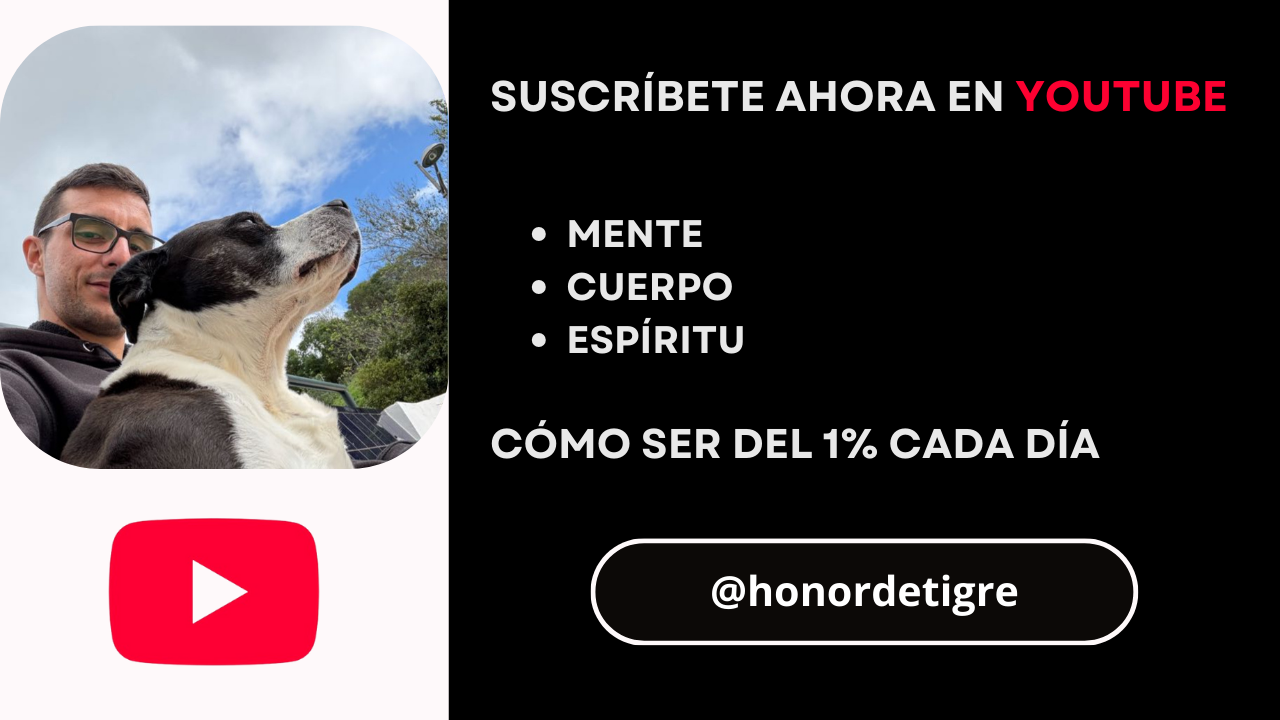 SUSCRÍBETE AHORA EN YOUTUBE
MENTE
CUERPO
ESPÍRITU
CÓMO SER DEL 1% CADA DÍA
@honordetigre